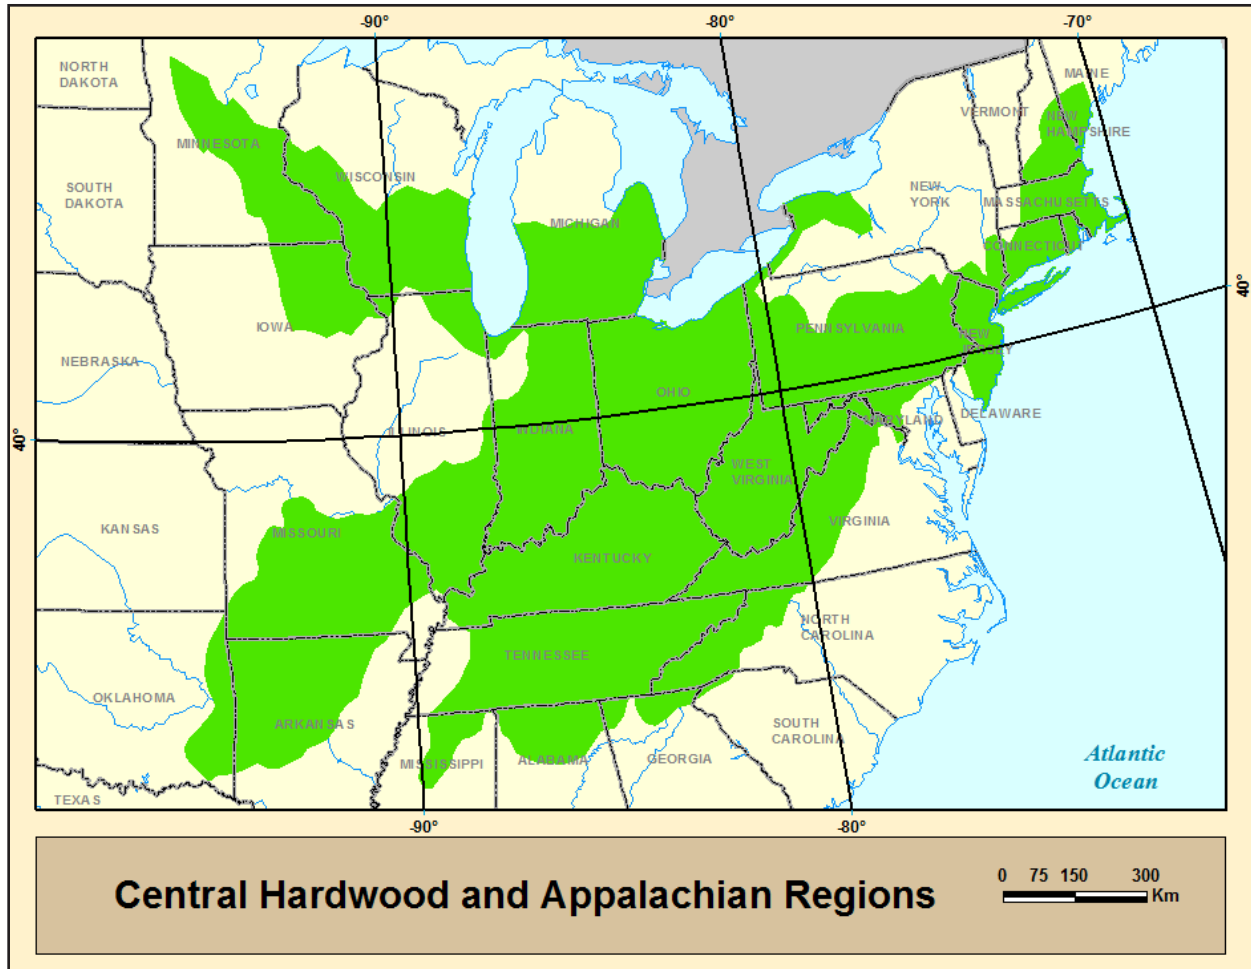 -90°
-80°
-70°
NORTH
DAKOTA
MAINE
VERMONT
NEW
HAMPSHIRE
MINNESOTA
WISCONSIN
SOUTH
DAKOTA
NEW
YORK
MASSACHUSETTS
MICHIGAN
CONNECTICUT
40°
IOWA
PENNSYLVANIA
NEW
JERSEY
NEBRASKA
OHIO
DELAWARE
MARYLAND
40°
ILLINOIS
INDIANA
WEST
VIRGINIA
KANSAS
MISSOURI
VIRGINIA
KENTUCKY
NORTH
CAROLINA
TENNESSEE
OKLAHOMA
ARKANSAS
SOUTH
CAROLINA
MISSISSIPPI
ALABAMA
GEORGIA
Atlantic
Ocean
TEXAS
-90°
-80°
Central Hardwood and Appalachian Regions
0 75 150 300
Km